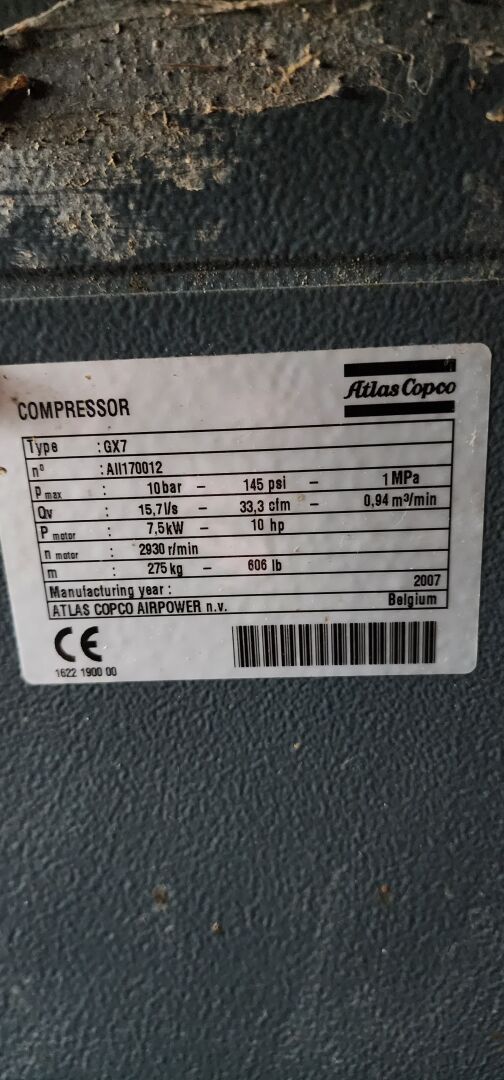 Atlas Copco
COMPRESSOR
Type : GX7
n° : AII170012
P max : 10 bar – 145 psi – 1 MPa
Qv : 15,7 l/s – 33,3 cfm – 0,94 m³/min
P motor : 7,5 kW – 10 hp
n motor : 2930 r/min
m : 275 kg – 606 lb
Manufacturing year : 2007
ATLAS COPCO AIRPOWER n.v. Belgium
CE
1622 1900 00